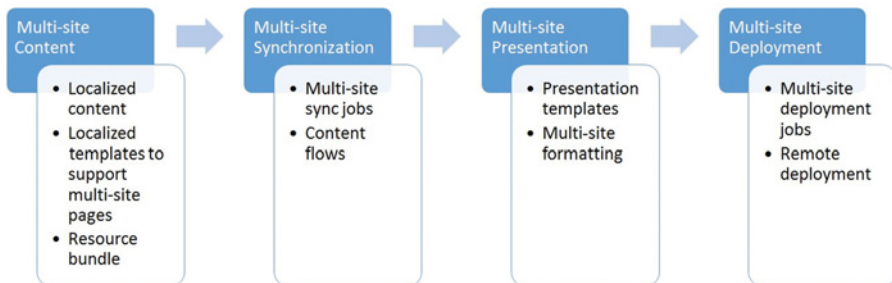 Multi-site
Content
• Localized
content
• Localized
templates to
support
multi-site
pages
• Resource
bundle
Multi-site
Synchronization
• Multi-site
sync jobs
• Content
flows
Multi-site
Presentation
• Presentation
templates
• Multi-site
formatting
Multi-site
Deployment
• Multi-site
deployment
jobs
• Remote
deployment